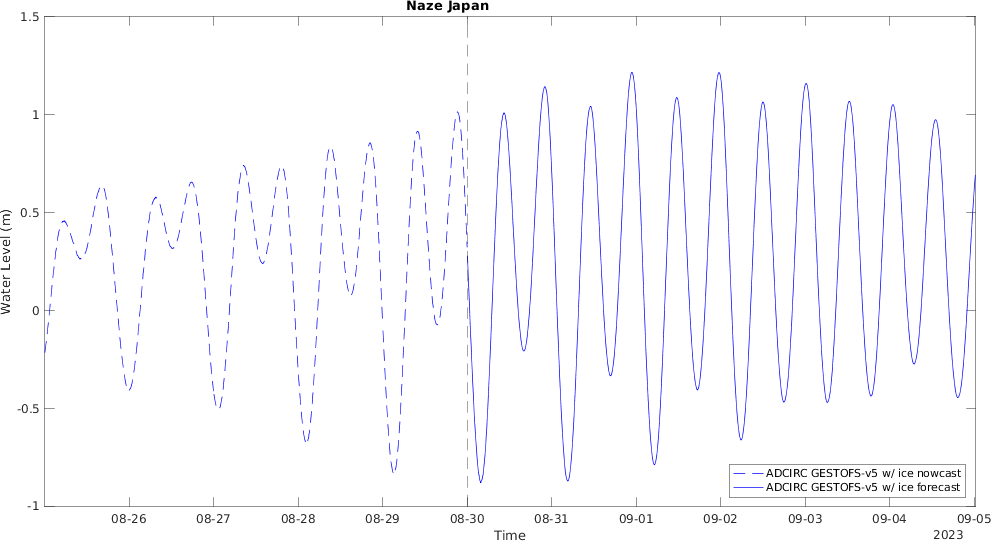 Naze Japan
1.5
1
0.5
0
-0.5
-1
Water Level (m)
08-26 08-27 08-28 08-29 08-30 08-31 09-01 09-02 09-03 09-04 09-05
Time
2023
ADCIRC GESTOFS-v5 w/ ice nowcast
ADCIRC GESTOFS-v5 w/ ice forecast